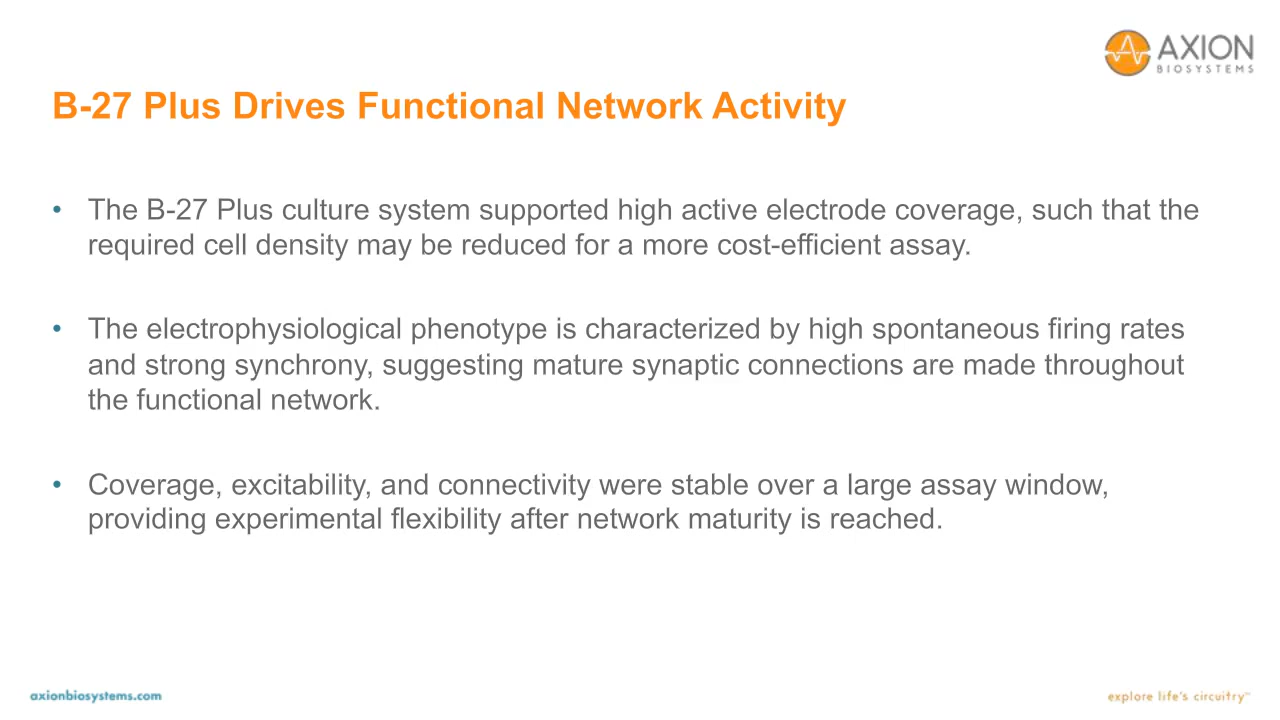 AXION
BIOSYSTEMS
B-27 Plus Drives Functional Network Activity
• The B-27 Plus culture system supported high active electrode coverage, such that the
required cell density may be reduced for a more cost-efficient assay.
• The electrophysiological phenotype is characterized by high spontaneous firing rates
and strong synchrony, suggesting mature synaptic connections are made throughout
the functional network.
• Coverage, excitability, and connectivity were stable over a large assay window,
providing experimental flexibility after network maturity is reached.
axionbiosystems.com
explore life's circuitry™